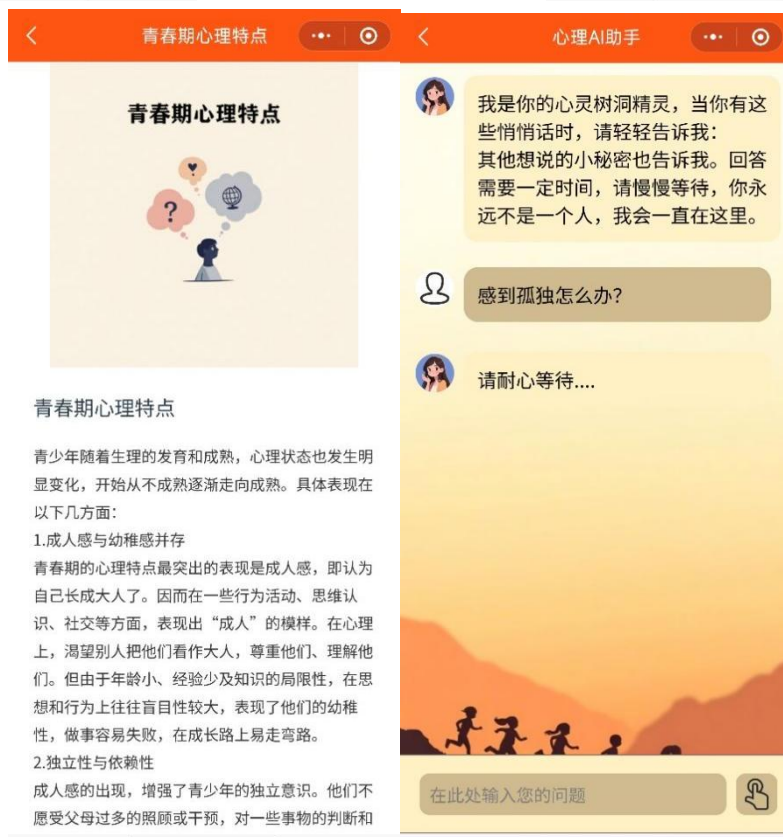 青春期心理特点
青春期心理特点
?
青春期心理特点
青少年随着生理的发育和成熟，心理状态也发生明
显变化，开始从不成熟逐渐走向成熟。具体表现在
以下几方面：
1.成人感与幼稚感并存
青春期的心理特点最突出的表现是成人感，即认为
自己长成大人了。因而在一些行为活动、思维认
识、社交等方面，表现出“成人”的模样。在心理
上，渴望别人把他们看作大人，尊重他们、理解他
们。但由于年龄小、经验少及知识的局限性，在思
想和行为上往往盲目性较大，表现了他们的幼稚
性，做事容易失败，在成长路上易走弯路。
2.独立性与依赖性
成人感的出现，增强了青少年的独立意识。他们不
愿受父母过多的照顾或干预，对一些事物的判断和
心理AI助手
我是你的心灵树洞精灵，当你有这
些悄悄话时，请轻轻告诉我：
其他想说的小秘密也告诉我。回答
需要一定时间，请慢慢等待，你永
远不是一个人，我会一直在这里。
感到孤独怎么办？
请耐心等待....
在此处输入您的问题